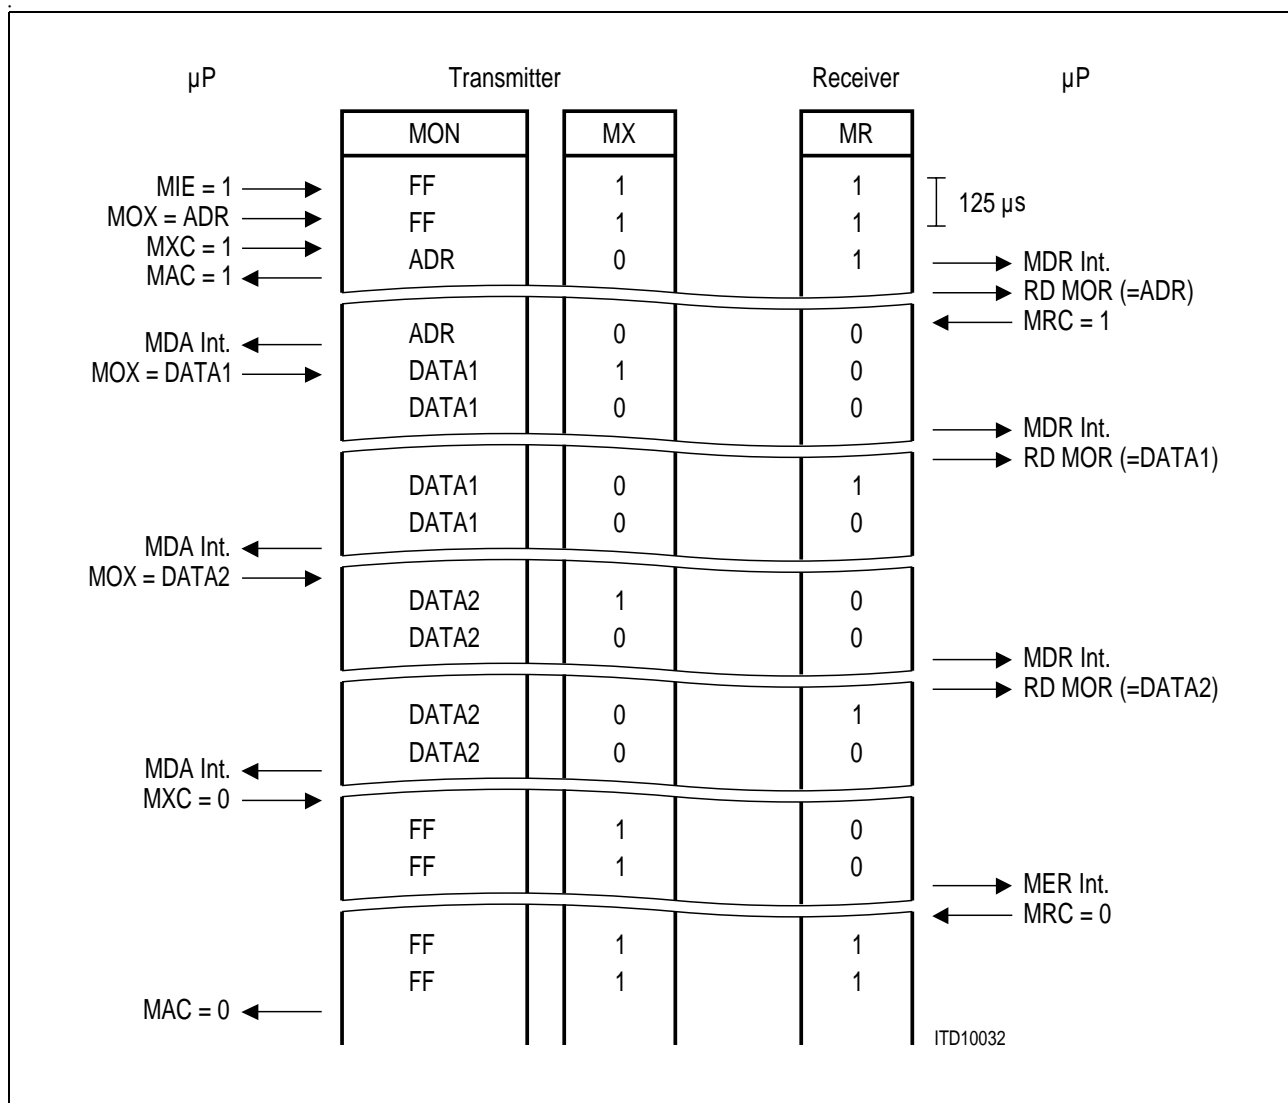 µP Transmitter Receiver µP
MON MX MR
MIE = 1 FF 1 1
125 µs
MOX = ADR FF 1 1
MXC = 1
ADR 0 1 MDR Int.
MAC = 1
RD MOR (=ADR)
MRC = 1
ADR 0 0
MDA Int.
MOX = DATA1 DATA1 1 0
DATA1 0 0
MDR Int.
RD MOR (=DATA1)
DATA1 0 1
DATA1 0 0
MDA Int.
MOX = DATA2
DATA2 1 0
DATA2 0 0
MDR Int.
RD MOR (=DATA2)
DATA2 0 1
DATA2 0 0
MDA Int.
MXC = 0
FF 1 0
FF 1 0
MER Int.
MRC = 0
FF 1 1
FF 1 1
MAC = 0
ITD10032